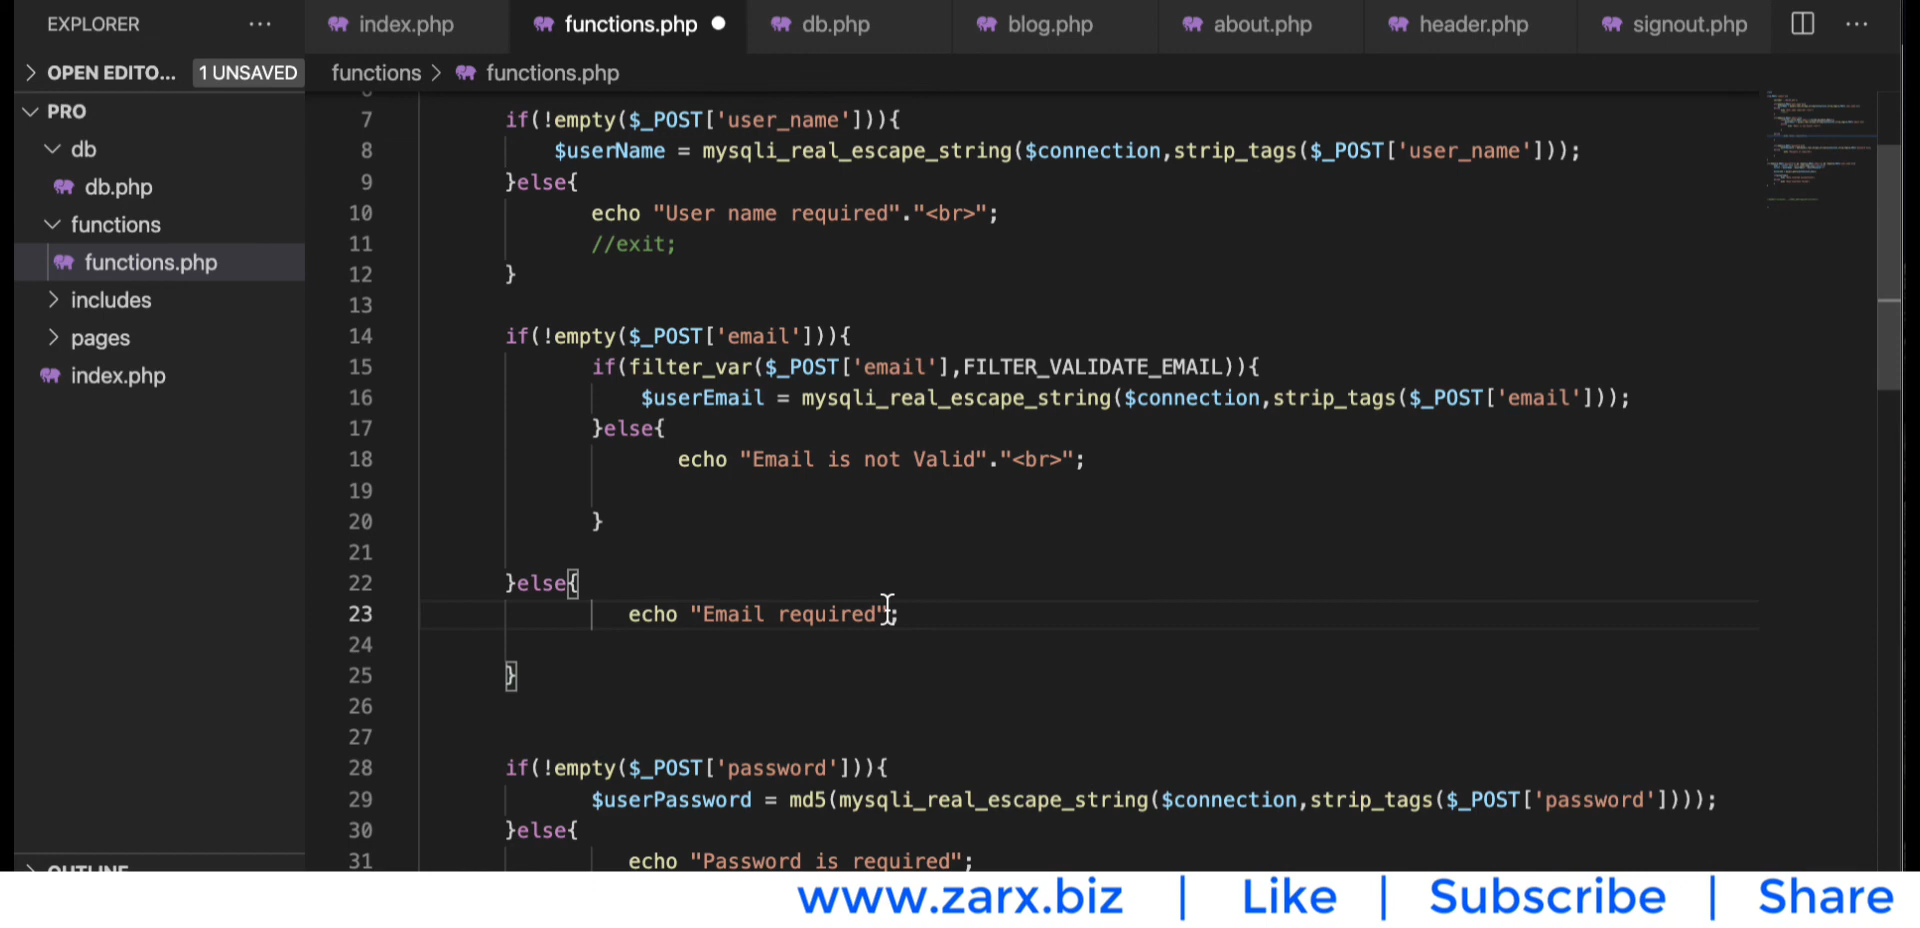 EXPLORER ···
index.php functions.php db.php blog.php about.php header.php signout.php ···
OPEN EDITO... 1 UNSAVED
functions > functions.php
PRO
db
db.php
functions
functions.php
includes
pages
index.php
7 if(!empty($_POST['user_name'])){
8 $userName = mysqli_real_escape_string($connection,strip_tags($_POST['user_name']));
9 }else{
10 echo "User name required"."<br>";
11 //exit;
12 }
13
14 if(!empty($_POST['email'])){
15 if(filter_var($_POST['email'],FILTER_VALIDATE_EMAIL)){
16 $userEmail = mysqli_real_escape_string($connection,strip_tags($_POST['email']));
17 }else{
18 echo "Email is not Valid"."<br>";
19
20 }
21
22 }else{
23 echo "Email required";
24
25 }
26
27
28 if(!empty($_POST['password'])){
29 $userPassword = md5(mysqli_real_escape_string($connection,strip_tags($_POST['password'])));
30 }else{
31 echo "Password is required";
OUTLINE
www.zarx.biz | Like | Subscribe | Share